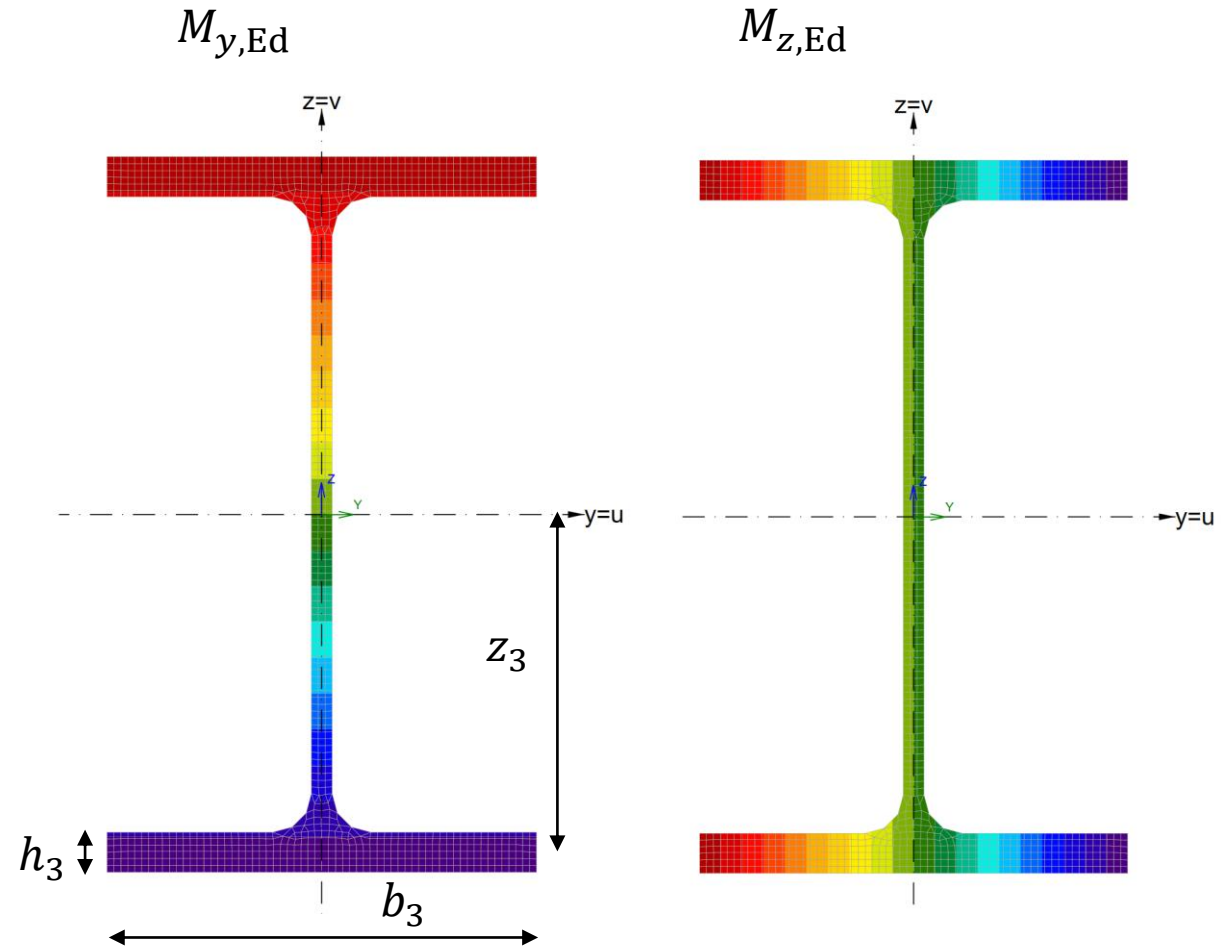 M_{y,Ed}
M_{z,Ed}
z=v
z=v
z
Y
y=u
z
Y
y=u
z_3
h_3
b_3